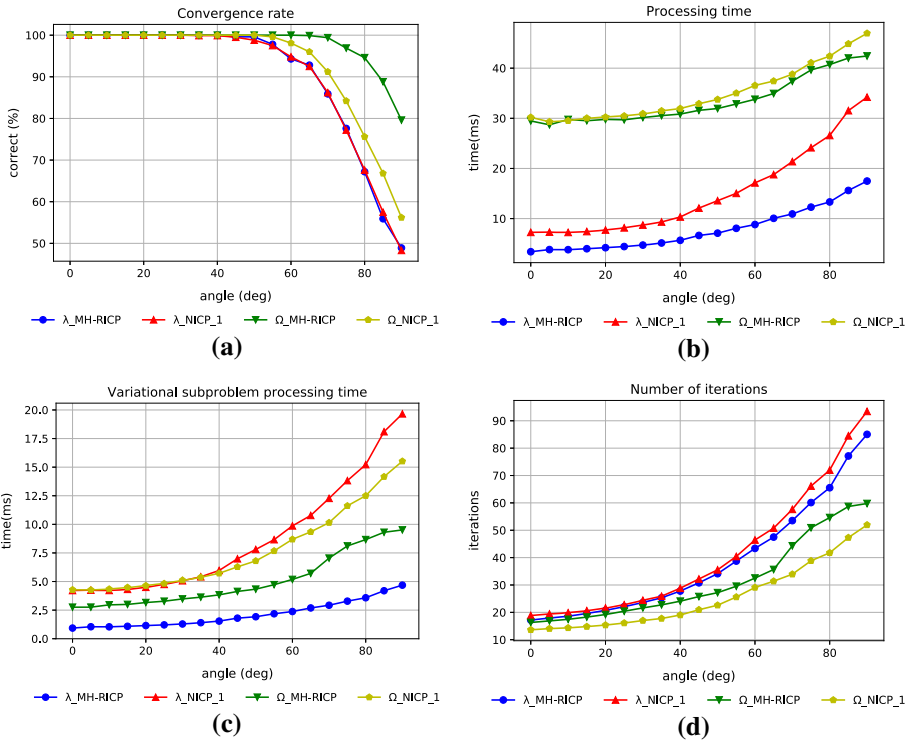 Convergence rate
correct (%)
100
90
80
70
60
50
0 20 40 60 80
angle (deg)
λ_MH-RICP λ_NICP_1 Ω_MH-RICP Ω_NICP_1
(a)
Processing time
time(ms)
40
30
20
10
0 20 40 60 80
angle (deg)
λ_MH-RICP λ_NICP_1 Ω_MH-RICP Ω_NICP_1
(b)
Variational subproblem processing time
time(ms)
20.0
17.5
15.0
12.5
10.0
7.5
5.0
2.5
0.0
0 20 40 60 80
angle (deg)
λ_MH-RICP λ_NICP_1 Ω_MH-RICP Ω_NICP_1
(c)
Number of iterations
iterations
90
80
70
60
50
40
30
20
10
0 20 40 60 80
angle (deg)
λ_MH-RICP λ_NICP_1 Ω_MH-RICP Ω_NICP_1
(d)